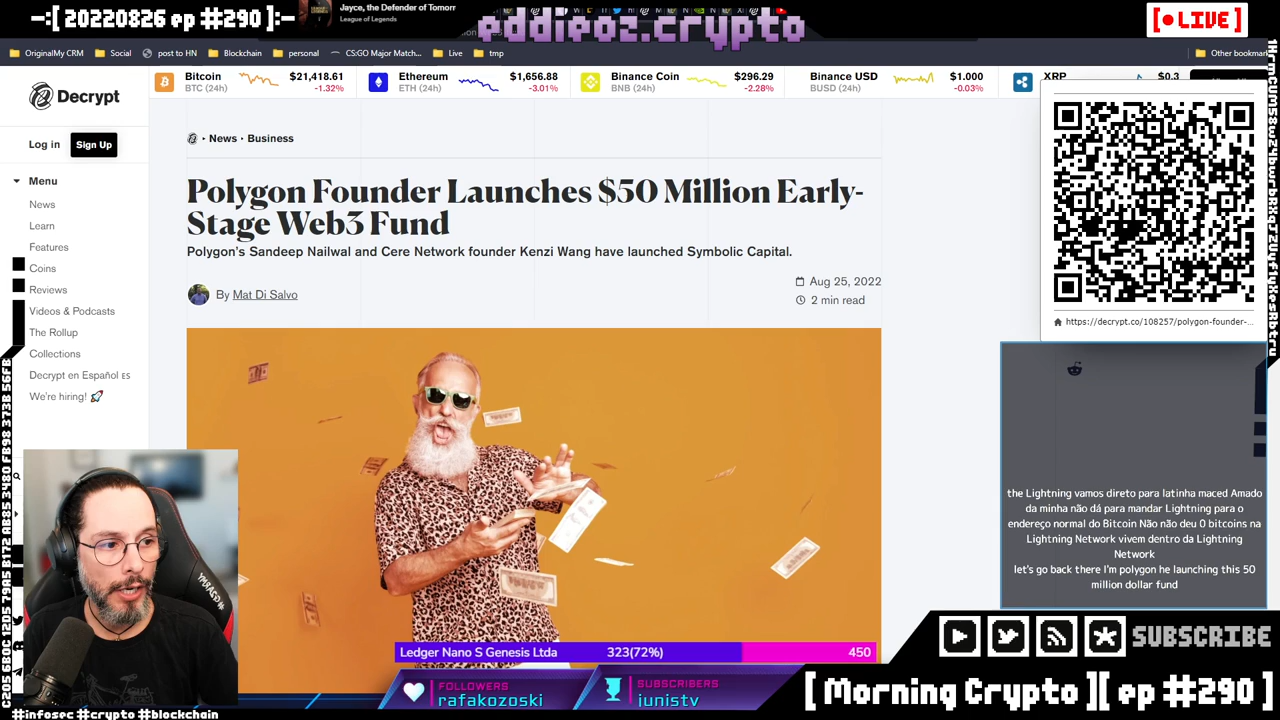 -:[ 20220826 ep #290 ]:-
Jayce, the Defender of Tomorr
League of Legends
eddieoz.crypto
[● LIVE]
OriginalMy CRM
Social
post to HN
Blockchain
personal
CS:GO Major Match...
Live
tmp
Other bookmar
Decrypt
Bitcoin
BTC (24h)
$21,418.61
-1.32%
Ethereum
ETH (24h)
$1,656.88
-3.01%
Binance Coin
BNB (24h)
$296.29
-2.28%
Binance USD
BUSD (24h)
$1.000
-0.03%
XRP
$0.3
Log in
Sign Up
Menu
News
Learn
Features
Coins
Reviews
Videos & Podcasts
The Rollup
Collections
Decrypt en Español ES
We're hiring! 🚀
News · Business
Polygon Founder Launches $50 Million Early-
Stage Web3 Fund
Polygon's Sandeep Nailwal and Cere Network founder Kenzi Wang have launched Symbolic Capital.
By Mat Di Salvo
Aug 25, 2022
2 min read
https://decrypt.co/108257/polygon-founder-...
the Lightning vamos direto para latinha maced Amado
da minha não dá para mandar Lightning para o
endereço normal do Bitcoin Não não deu 0 bitcoins na
Lightning Network vivem dentro da Lightning
Network
let's go back there I'm polygon he launching this 50
million dollar fund
Ledger Nano S Genesis Ltda
323(72%)
450
FOLLOWERS
rafakozoski
SUBSCRIBERS
iunistv
SUBSCRIBE
[ Morning Crypto ][ ep #290 ]
#infosec #crypto #blockchain